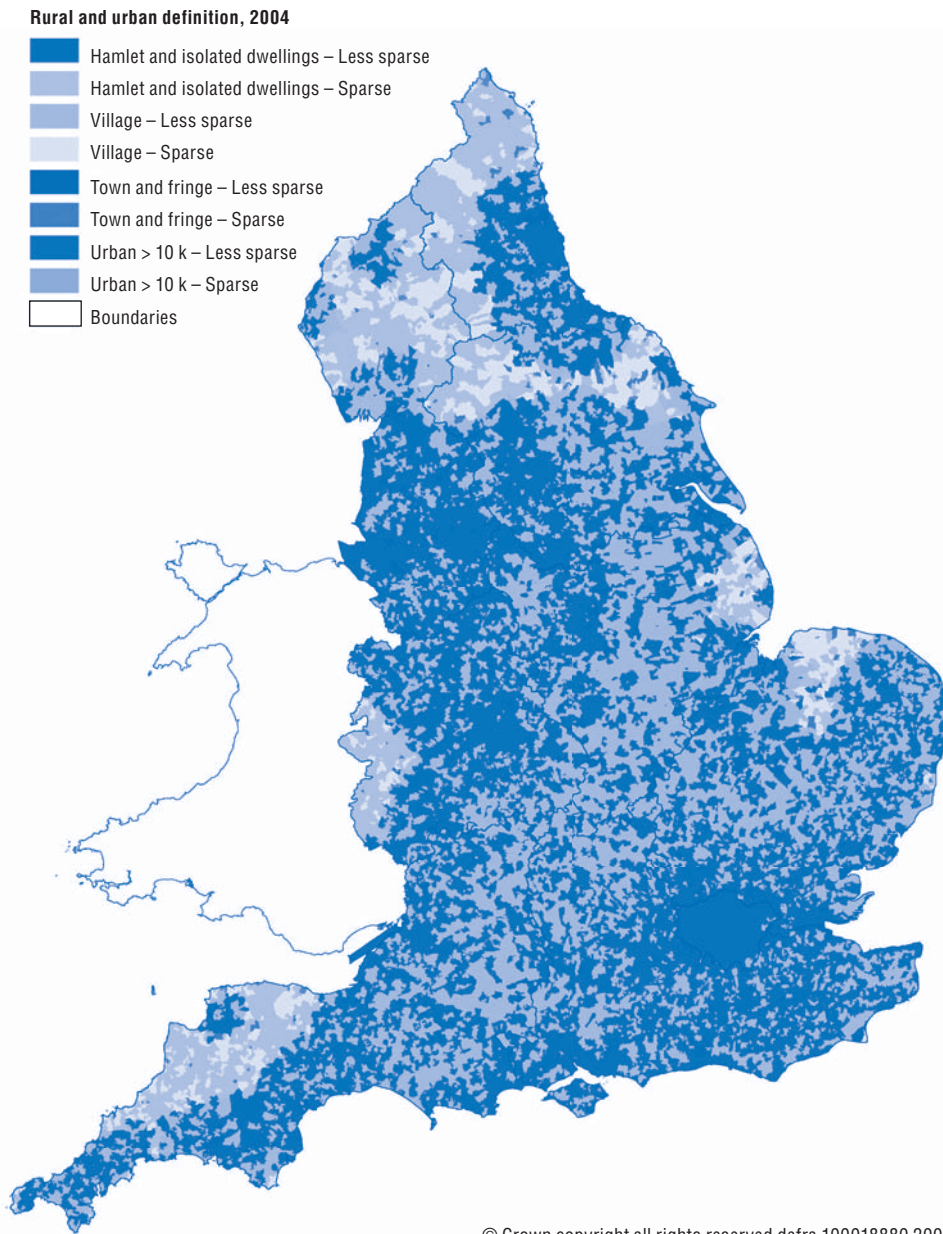 Rural and urban definition, 2004
Hamlet and isolated dwellings – Less sparse
Hamlet and isolated dwellings – Sparse
Village – Less sparse
Village – Sparse
Town and fringe – Less sparse
Town and fringe – Sparse
Urban > 10 k – Less sparse
Urban > 10 k – Sparse
Boundaries
© Crown copyright all rights reserved defra